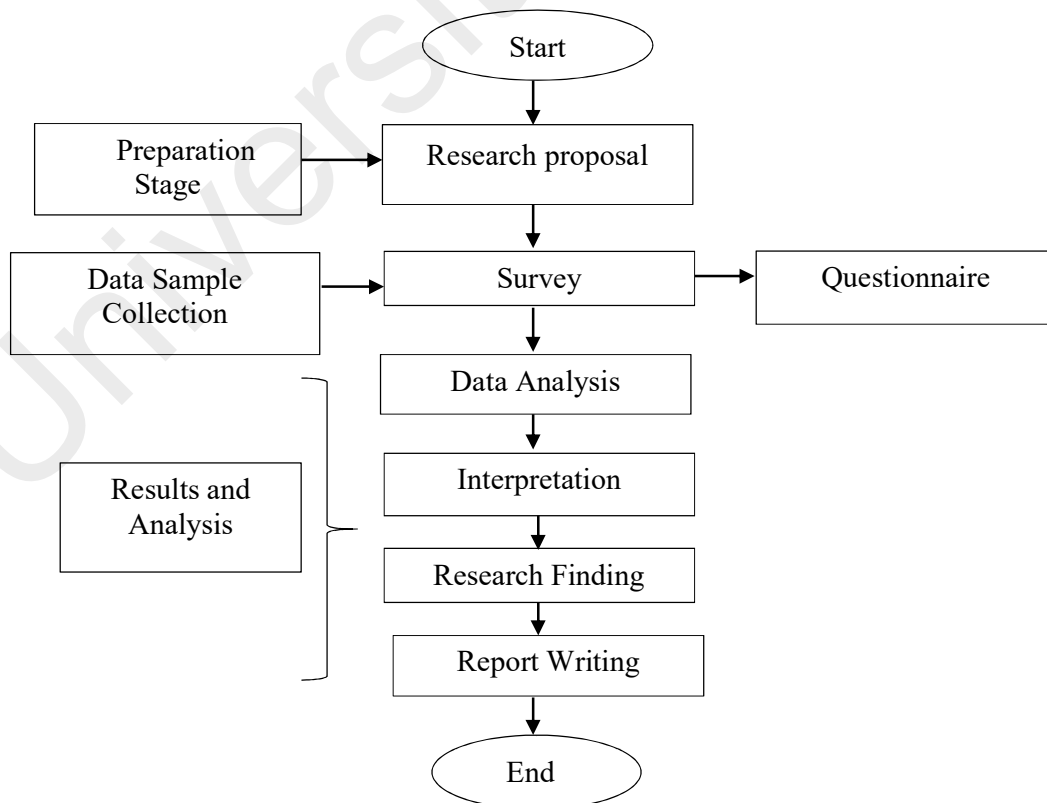 Start
Preparation
Stage
Research proposal
Data Sample
Collection
Survey
Questionnaire
Data Analysis
Results and
Analysis
Interpretation
Research Finding
Report Writing
End
Universit